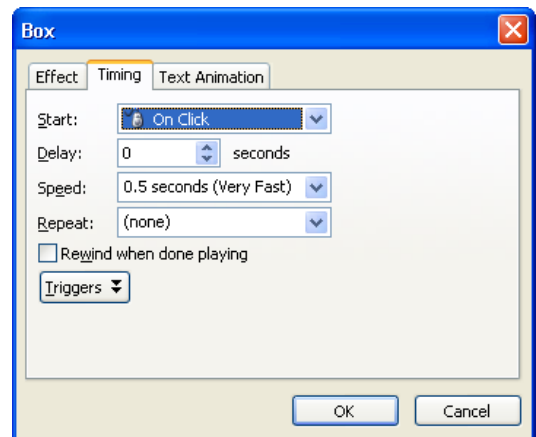 Box
Effect Timing Text Animation
Start: On Click
Delay: 0 seconds
Speed: 0.5 seconds (Very Fast)
Repeat: (none)
Rewind when done playing
Triggers
OK Cancel